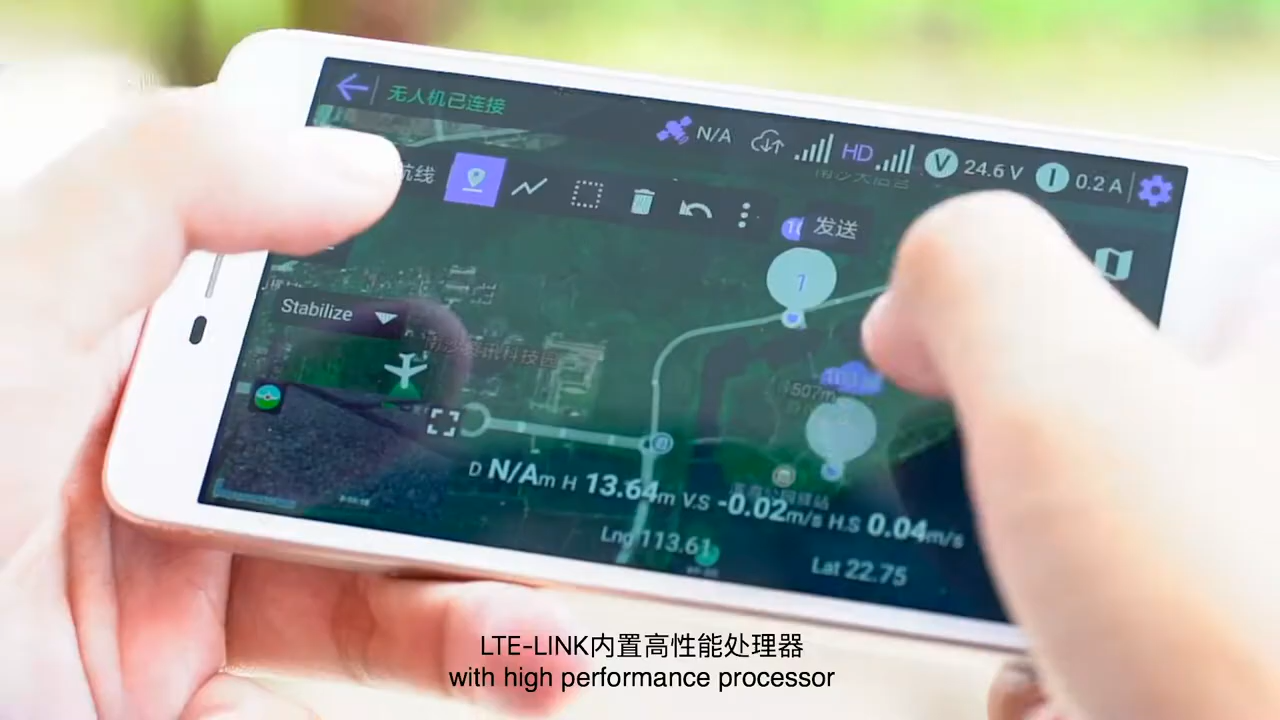 无人机已连接
N/A HD V 24.6 V I 0.2 A
航线
发送
1
Stabilize
507m
D N/Am H 13.64m V.S -0.02m/s H.S 0.04m/s
Lng 113.61
Lat 22.75
LTE-LINK内置高性能处理器
with high performance processor